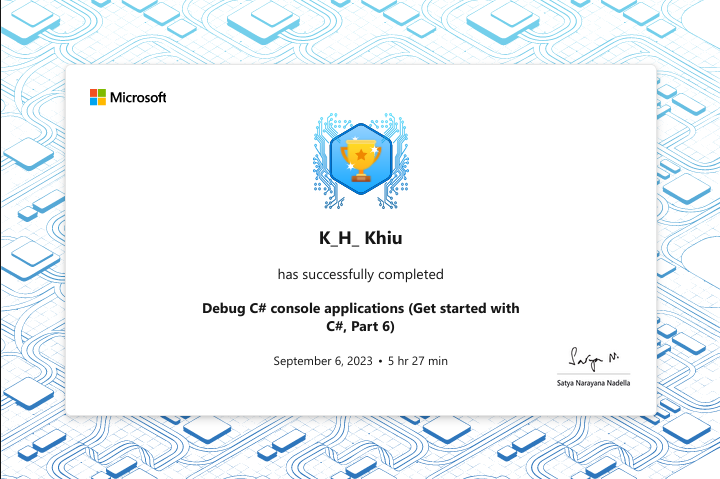 Microsoft
K_H_ Khiu
has successfully completed
Debug C# console applications (Get started with
C#, Part 6)
September 6, 2023 • 5 hr 27 min
Satya N.
Satya Narayana Nadella